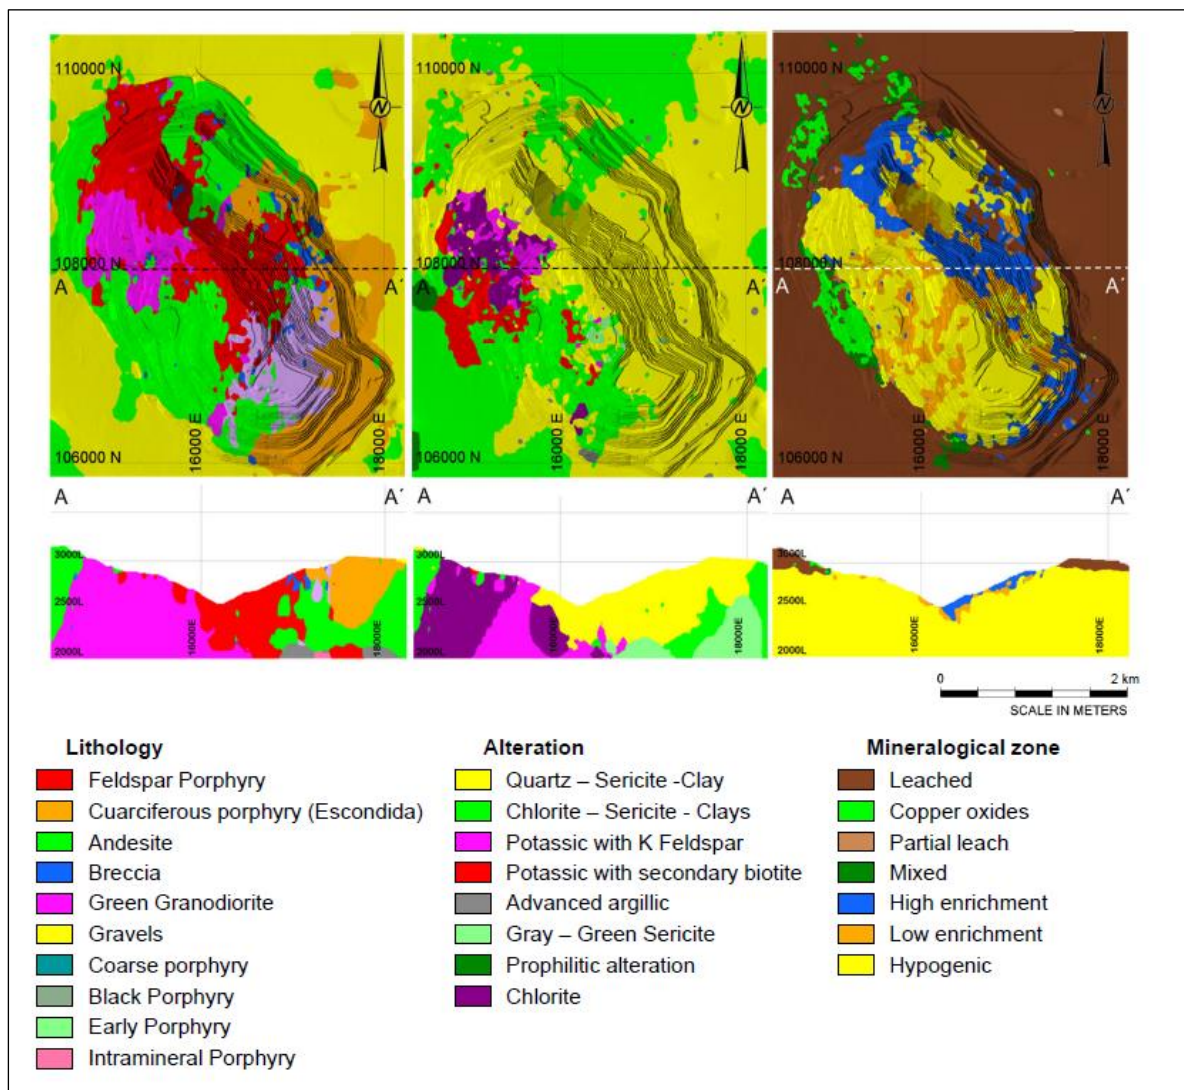 110000 N
110000 N
110000 N
N
N
N
108000 N
108000 N
108000 N
A
A´
A
A´
A
A´
16000 E
18000 E
16000 E
18000 E
16000 E
18000 E
106000 N
106000 N
106000 N
A
A´
A
A´
A
A´
3000L
3000L
3000L
2500L
2500L
2500L
2000L
2000L
2000L
16000E
18000E
16000E
18000E
16000E
18000E
0
2 km
SCALE IN METERS
Lithology
Feldspar Porphyry
Cuarciferous porphyry (Escondida)
Andesite
Breccia
Green Granodiorite
Gravels
Coarse porphyry
Black Porphyry
Early Porphyry
Intramineral Porphyry
Alteration
Quartz – Sericite -Clay
Chlorite – Sericite - Clays
Potassic with K Feldspar
Potassic with secondary biotite
Advanced argillic
Gray – Green Sericite
Prophilitic alteration
Chlorite
Mineralogical zone
Leached
Copper oxides
Partial leach
Mixed
High enrichment
Low enrichment
Hypogenic